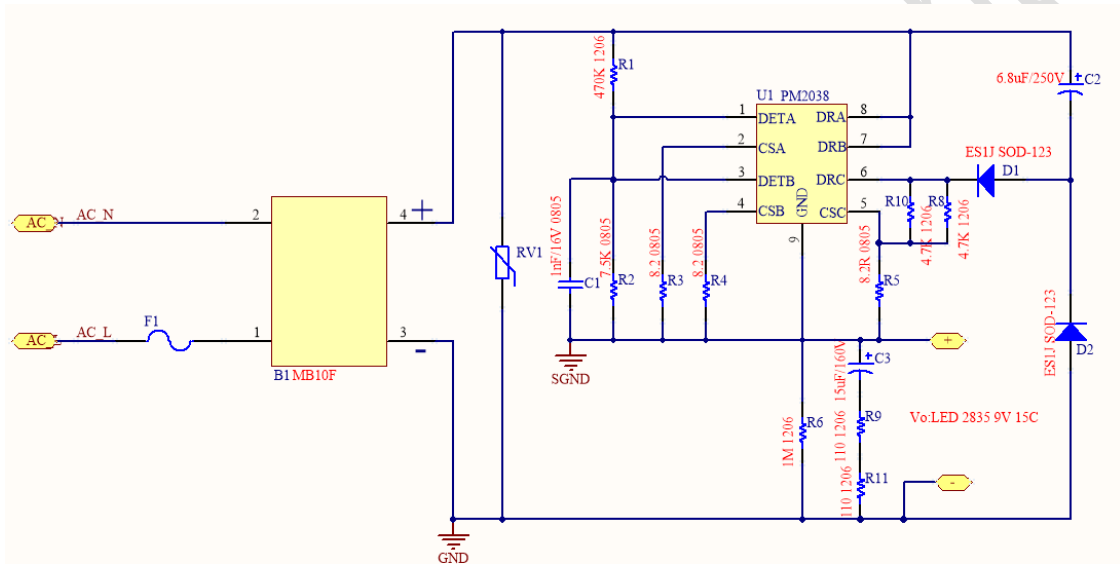 AC_N
AC
F1
AC_L
AC
2
4
1
3
+
-
B1
MB10F
RV1
470K 1206
R1
U1 PM2038
1
2
3
4
DETA
CSA
DETB
CSB
GND
9
DRA
DRB
DRC
CSC
8
7
6
5
6.8uF/250V
C2
ES1J SOD-123
D1
R10
R8
4.7K 1206
4.7K 1206
1nF/16V 0805
C1
7.5K 0805
R2
8.2 0805
R3
8.2 0805
R4
8.2R 0805
R5
SGND
+
15uF/160V
C3
ES1J SOD-123
D2
1M 1206
R6
110 1206
R9
110 1206
R11
Vo:LED 2835 9V 15C
-
GND